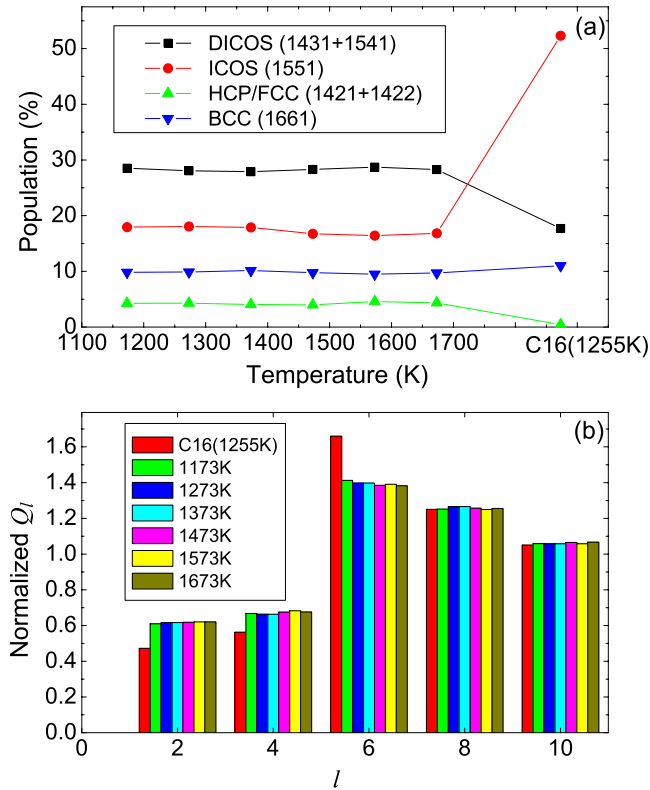 (a)
DICOS (1431+1541)
ICOS (1551)
HCP/FCC (1421+1422)
BCC (1661)
50
40
30
20
10
0
Population (%)
1100 1200 1300 1400 1500 1600 1700 C16(1255K)
Temperature (K)
(b)
C16(1255K)
1173K
1273K
1373K
1473K
1573K
1673K
1.6
1.4
1.2
1.0
0.8
0.6
0.4
0.2
0.0
Normalized Ql
0 2 4 6 8 10
l